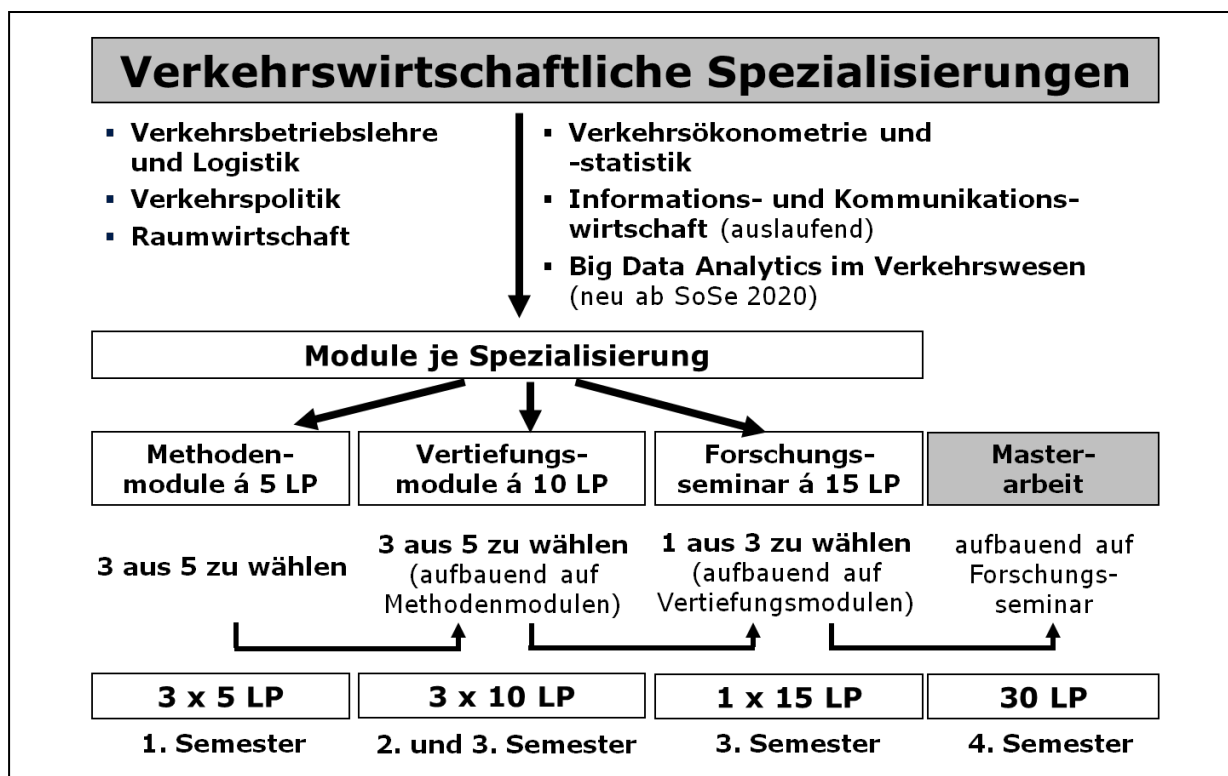 Verkehrswirtschaftliche Spezialisierungen
▪ Verkehrsbetriebslehre
und Logistik
▪ Verkehrspolitik
▪ Raumwirtschaft
▪ Verkehrsökonometrie und
-statistik
▪ Informations- und Kommunikations-
wirtschaft (auslaufend)
▪ Big Data Analytics im Verkehrswesen
(neu ab SoSe 2020)
Module je Spezialisierung
Methoden-
module á 5 LP
Vertiefungs-
module á 10 LP
Forschungs-
seminar á 15 LP
Master-
arbeit
3 aus 5 zu wählen
3 aus 5 zu wählen
(aufbauend auf
Methodenmodulen)
1 aus 3 zu wählen
(aufbauend auf
Vertiefungsmodulen)
aufbauend auf
Forschungs-
seminar
3 x 5 LP
3 x 10 LP
1 x 15 LP
30 LP
1. Semester
2. und 3. Semester
3. Semester
4. Semester